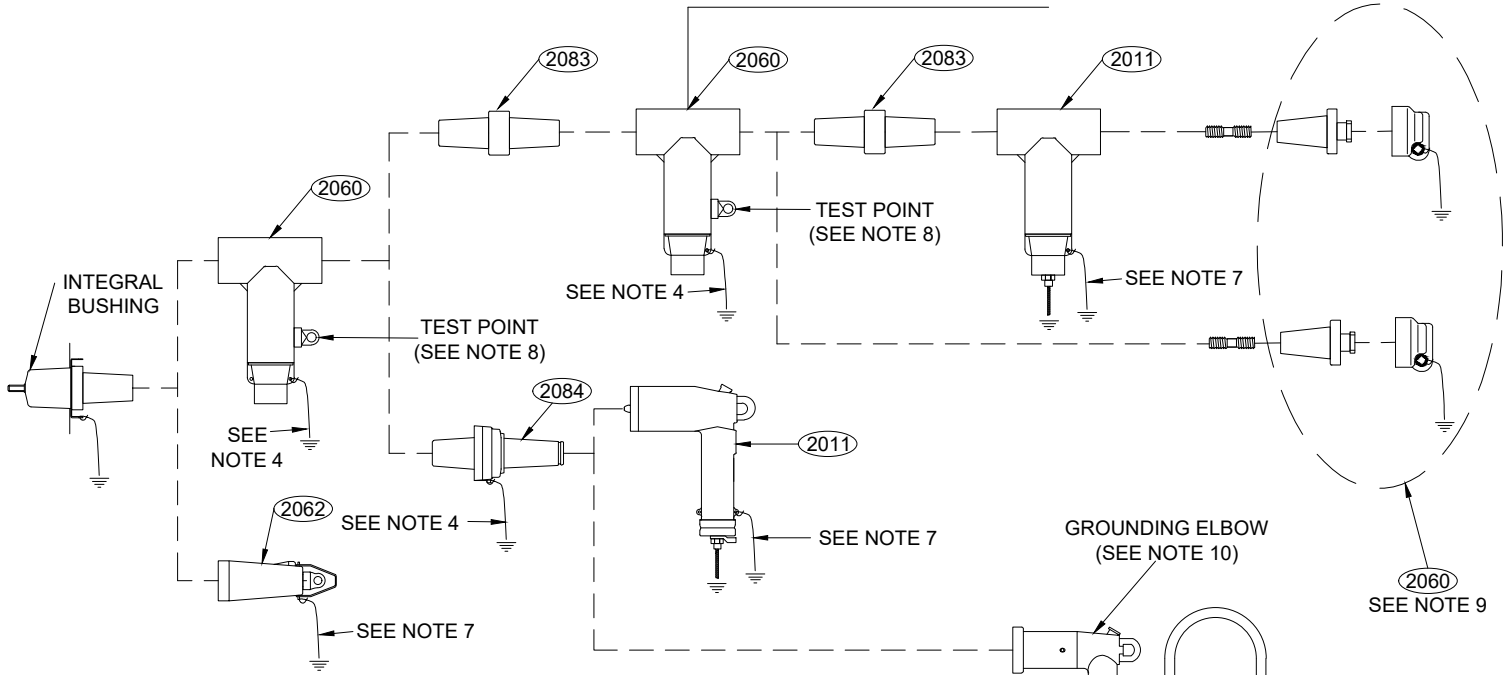 2083
2060
2083
2011
2060
TEST POINT
(SEE NOTE 8)
INTEGRAL
BUSHING
SEE NOTE 7
SEE NOTE 4
TEST POINT
(SEE NOTE 8)
2084
SEE
NOTE 4
2011
2062
SEE NOTE 4
GROUNDING ELBOW
(SEE NOTE 10)
SEE NOTE 7
2060
SEE NOTE 9
SEE NOTE 7